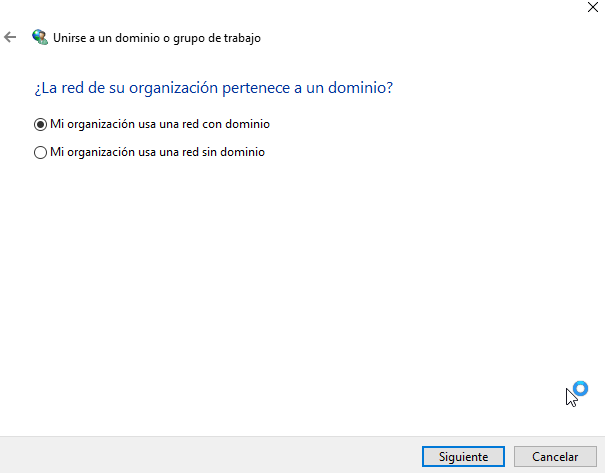 Unirse a un dominio o grupo de trabajo
¿La red de su organización pertenece a un dominio?
Mi organización usa una red con dominio
Mi organización usa una red sin dominio
Siguiente
Cancelar